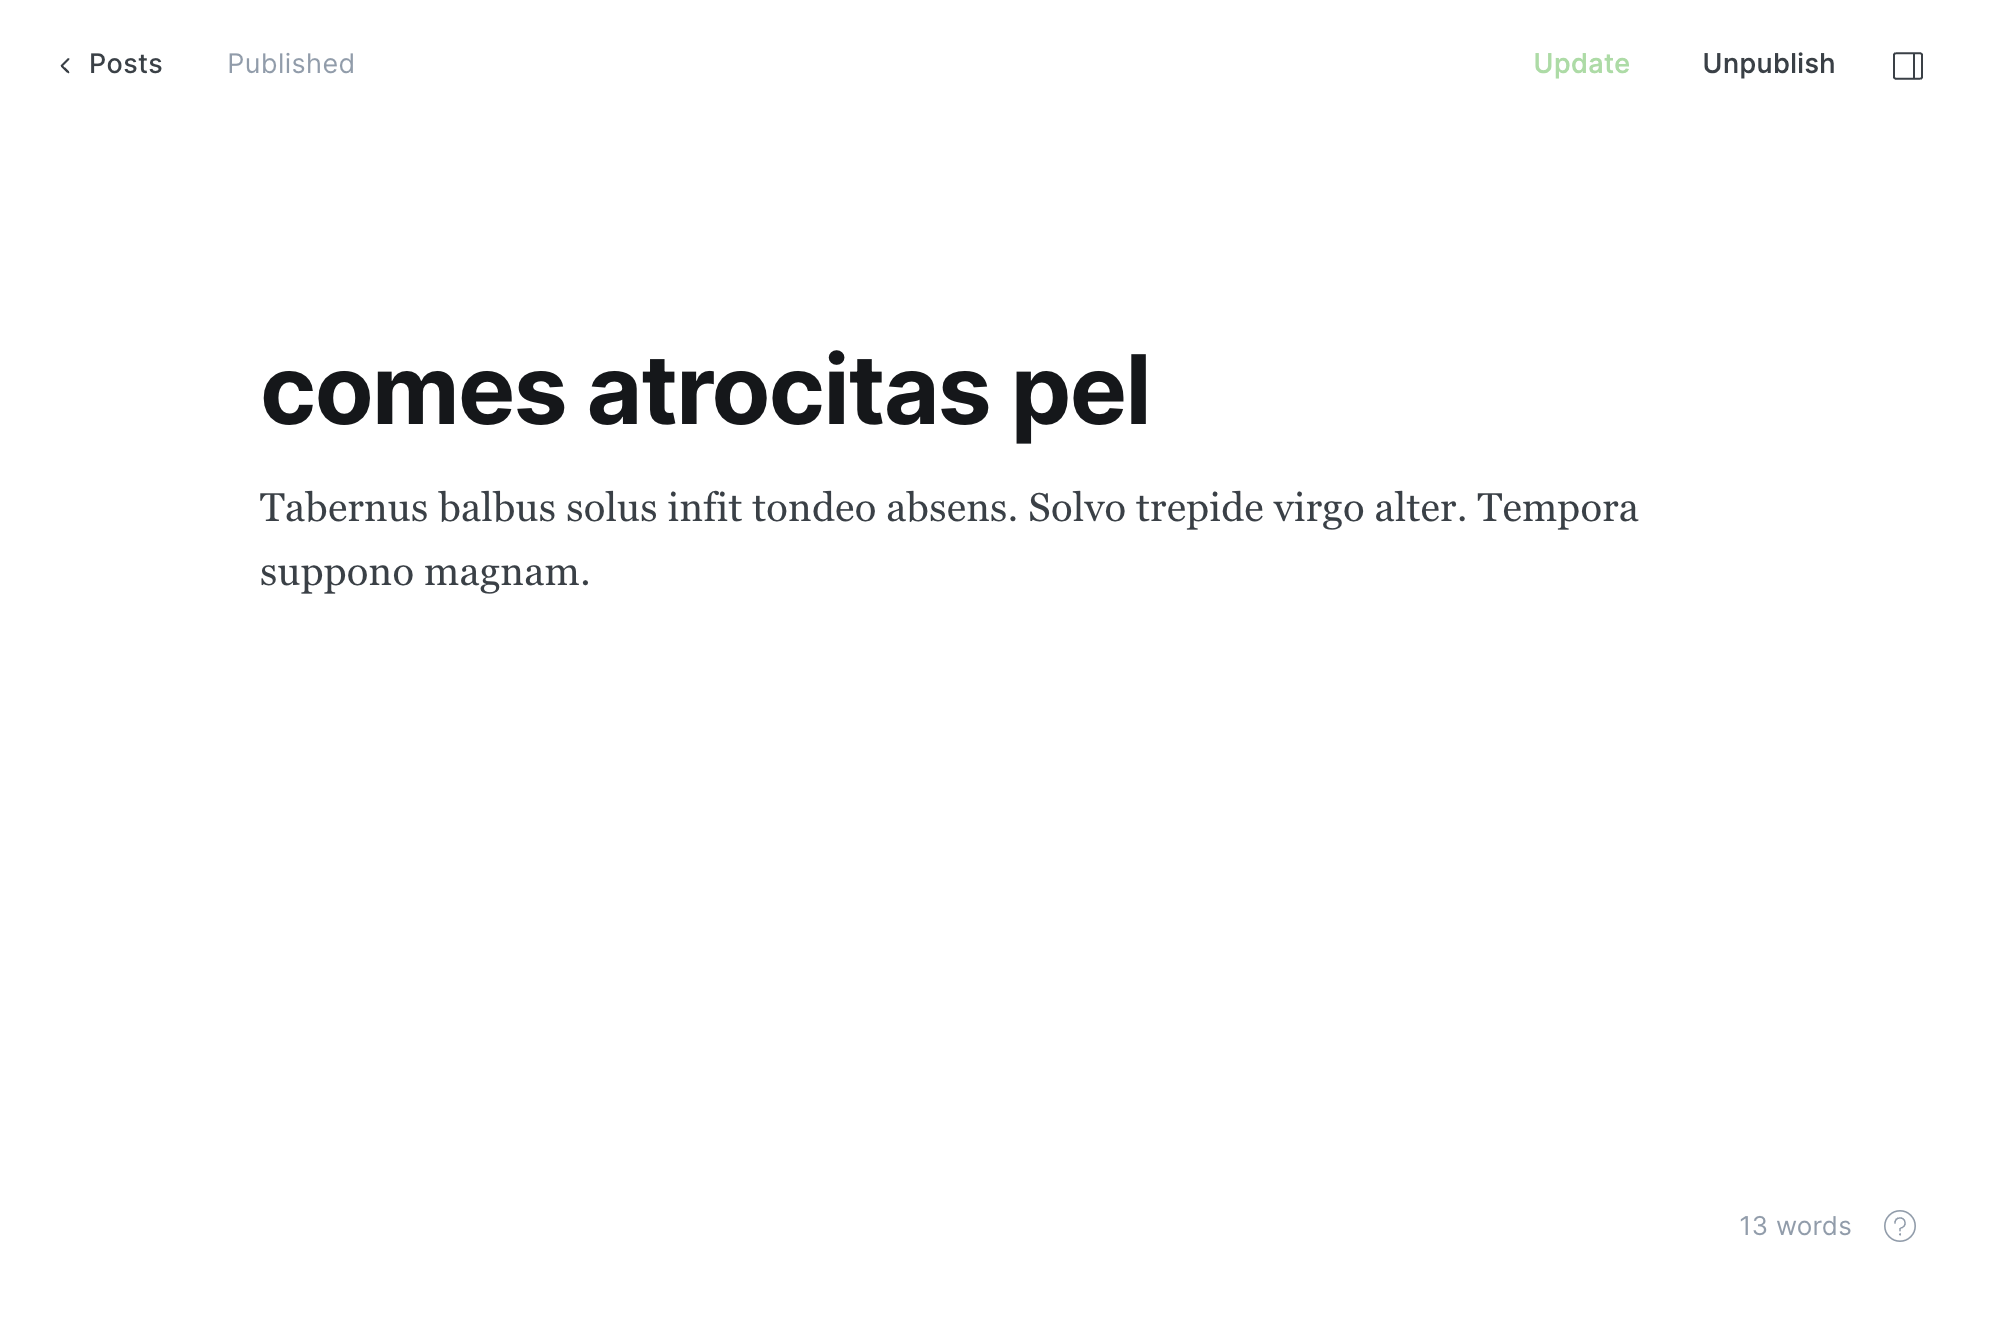 Posts
Published
Update
Unpublish
comes atrocitas pel
Tabernus balbus solus infit tondeo absens. Solvo trepide virgo alter. Tempora
suppono magnam.
13 words
?